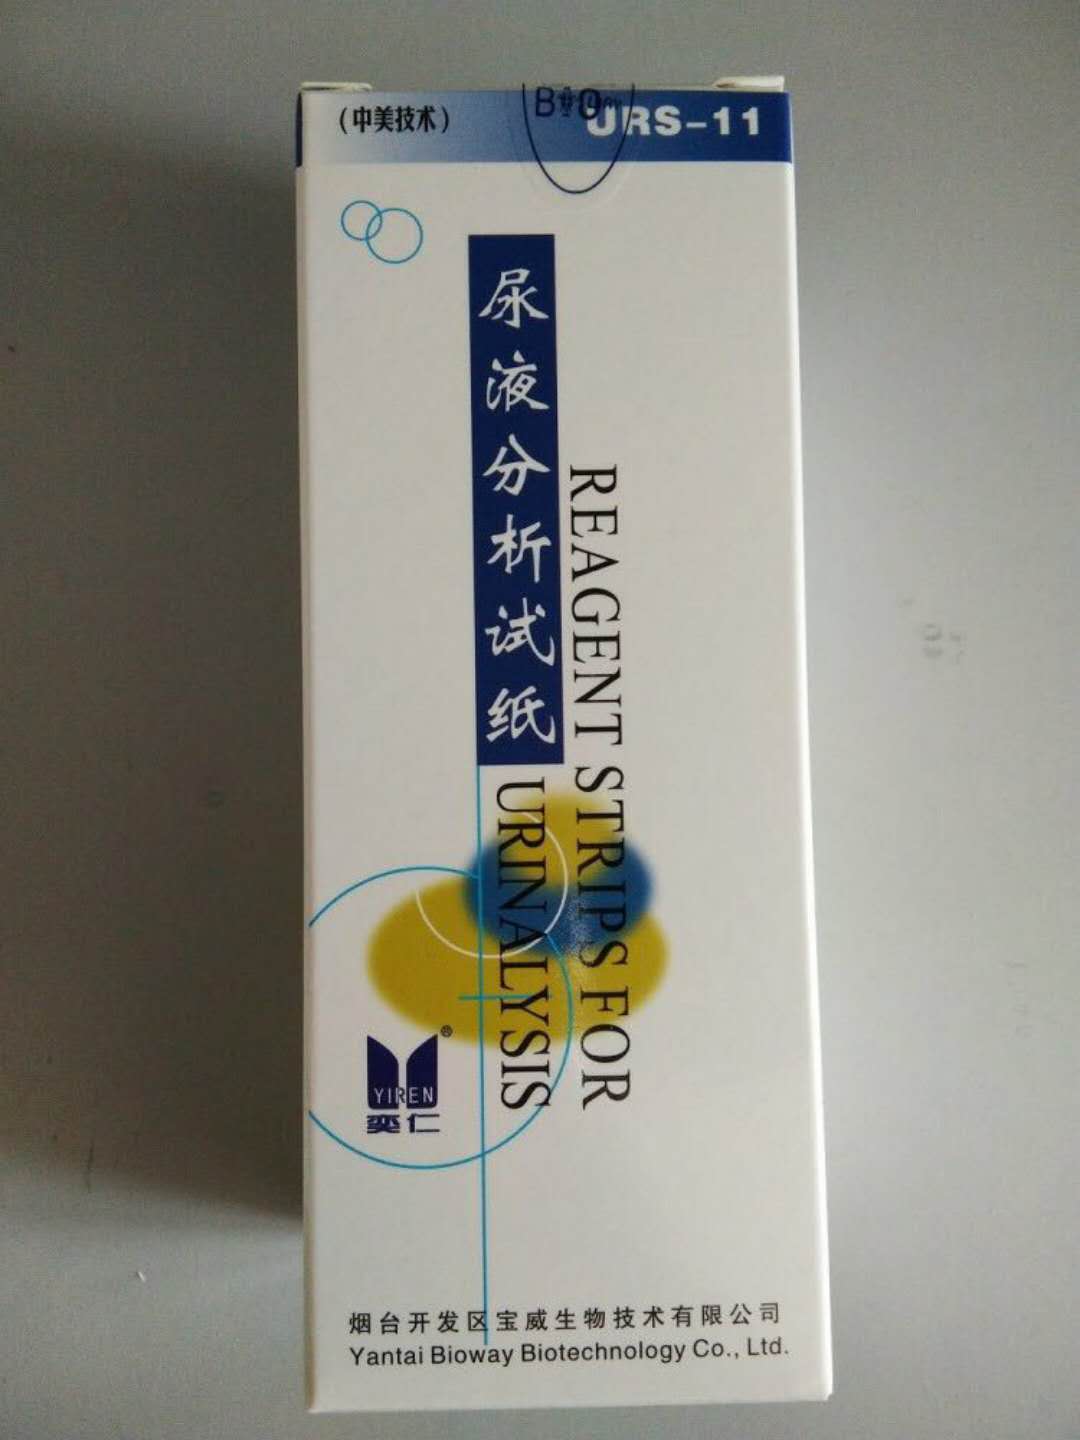 (中美技术)
URS-11
尿液分析试纸
REAGENT STRIPS FOR
URINALYSIS
YIREN®
奕仁
烟台开发区宝威生物技术有限公司
Yantai Bioway Biotechnology Co., Ltd.